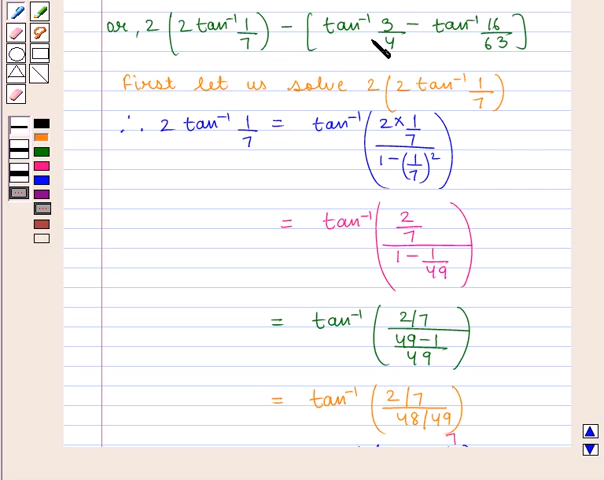 or, 2 ( 2 tan⁻¹ 1/7 ) − [ tan⁻¹ 3/4 − tan⁻¹ 16/63 ]
First let us solve 2 ( 2 tan⁻¹ 1/7 )
∴ 2 tan⁻¹ 1/7 = tan⁻¹ ( (2 × 1/7) / (1 − (1/7)²) )
= tan⁻¹ ( (2/7) / (1 − 1/49) )
= tan⁻¹ ( (2/7) / ((49 − 1)/49) )
= tan⁻¹ ( (2/7) / (48/49) )
7